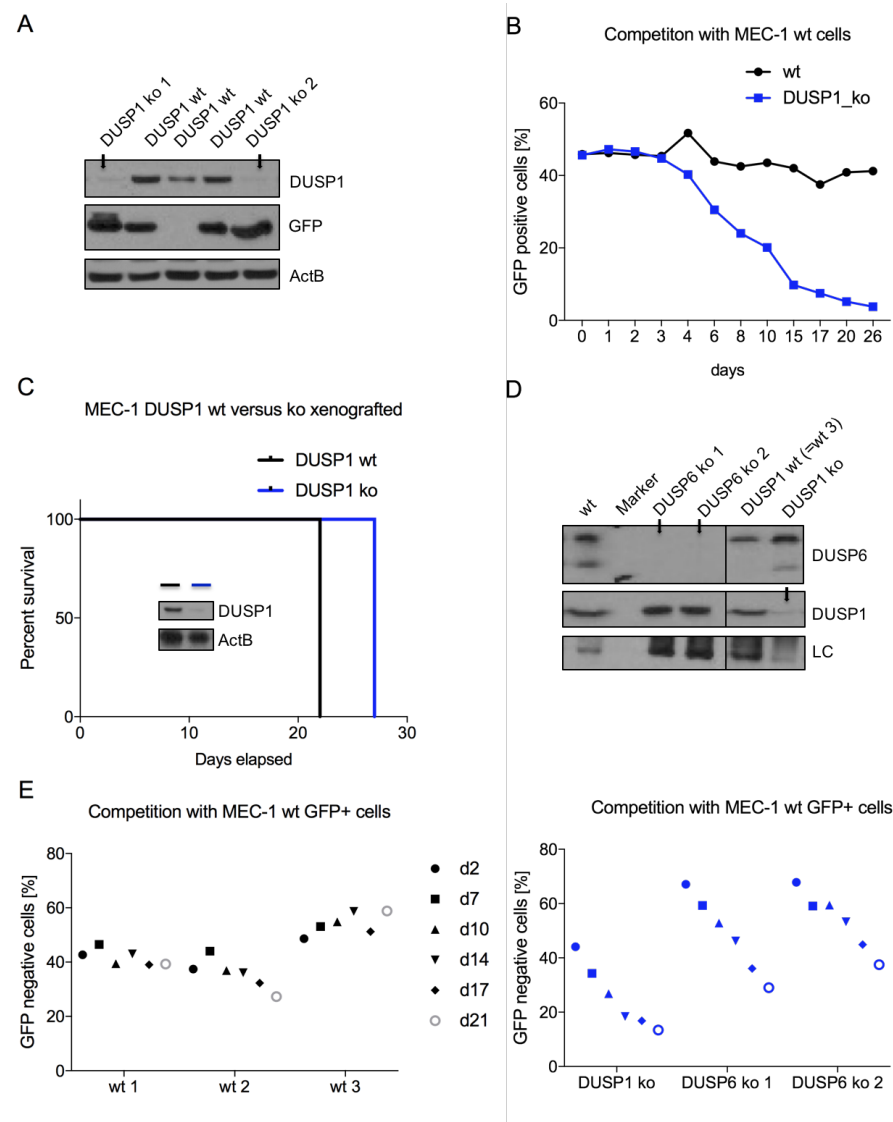 A
DUSP1 ko 1
DUSP1 wt
DUSP1 wt
DUSP1 wt
DUSP1 ko 2
DUSP1
GFP
ActB
B
Competiton with MEC-1 wt cells
wt
DUSP1_ko
GFP positive cells [%]
60
40
20
0
0 1 2 3 4 6 8 10 15 17 20 26
days
C
MEC-1 DUSP1 wt versus ko xenografted
DUSP1 wt
DUSP1 ko
Percent survival
100
50
0
DUSP1
ActB
0 10 20 30
Days elapsed
D
wt
Marker
DUSP6 ko 1
DUSP6 ko 2
DUSP1 wt (=wt 3)
DUSP1 ko
DUSP6
DUSP1
LC
E
Competition with MEC-1 wt GFP+ cells
GFP negative cells [%]
80
60
40
20
0
wt 1 wt 2 wt 3
d2
d7
d10
d14
d17
d21
Competition with MEC-1 wt GFP+ cells
GFP negative cells [%]
80
60
40
20
0
DUSP1 ko DUSP6 ko 1 DUSP6 ko 2